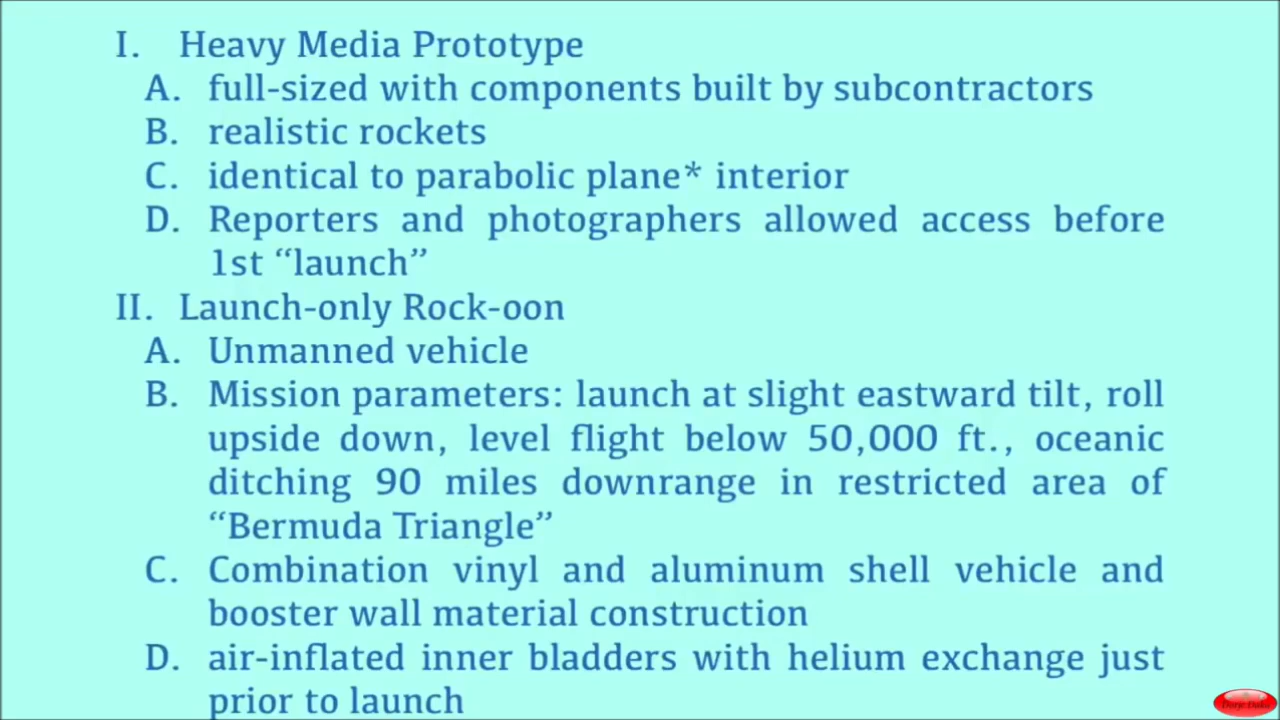 I. Heavy Media Prototype
A. full-sized with components built by subcontractors
B. realistic rockets
C. identical to parabolic plane* interior
D. Reporters and photographers allowed access before
1st “launch”
II. Launch-only Rock-oon
A. Unmanned vehicle
B. Mission parameters: launch at slight eastward tilt, roll
upside down, level flight below 50,000 ft., oceanic
ditching 90 miles downrange in restricted area of
“Bermuda Triangle”
C. Combination vinyl and aluminum shell vehicle and
booster wall material construction
D. air-inflated inner bladders with helium exchange just
prior to launch